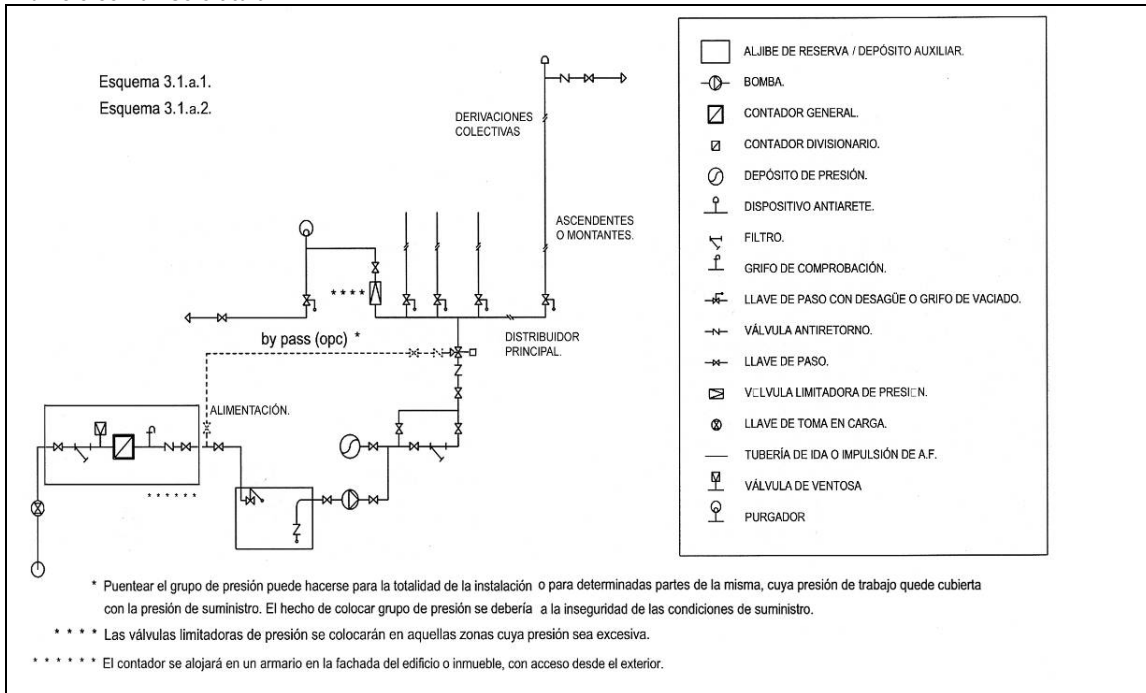 Esquema 3.1.a.1.
Esquema 3.1.a.2.
DERIVACIONES
COLECTIVAS
ASCENDENTES
O MONTANTES.
* * * *
by pass (opc) *
DISTRIBUIDOR
PRINCIPAL.
ALIMENTACIÓN.
* * * * * *
ALJIBE DE RESERVA / DEPÓSITO AUXILIAR.
BOMBA.
CONTADOR GENERAL.
CONTADOR DIVISIONARIO.
DEPÓSITO DE PRESIÓN.
DISPOSITIVO ANTIARETE.
FILTRO.
GRIFO DE COMPROBACIÓN.
LLAVE DE PASO CON DESAGÜE O GRIFO DE VACIADO.
VÁLVULA ANTIRETORNO.
LLAVE DE PASO.
V□LVULA LIMITADORA DE PRESI□N.
LLAVE DE TOMA EN CARGA.
TUBERÍA DE IDA O IMPULSIÓN DE A.F.
VÁLVULA DE VENTOSA
PURGADOR
* Puentear el grupo de presión puede hacerse para la totalidad de la instalación o para determinadas partes de la misma, cuya presión de trabajo quede cubierta
con la presión de suministro. El hecho de colocar grupo de presión se debería a la inseguridad de las condiciones de suministro.
* * * * Las válvulas limitadoras de presión se colocarán en aquellas zonas cuya presión sea excesiva.
* * * * * * El contador se alojará en un armario en la fachada del edificio o inmueble, con acceso desde el exterior.